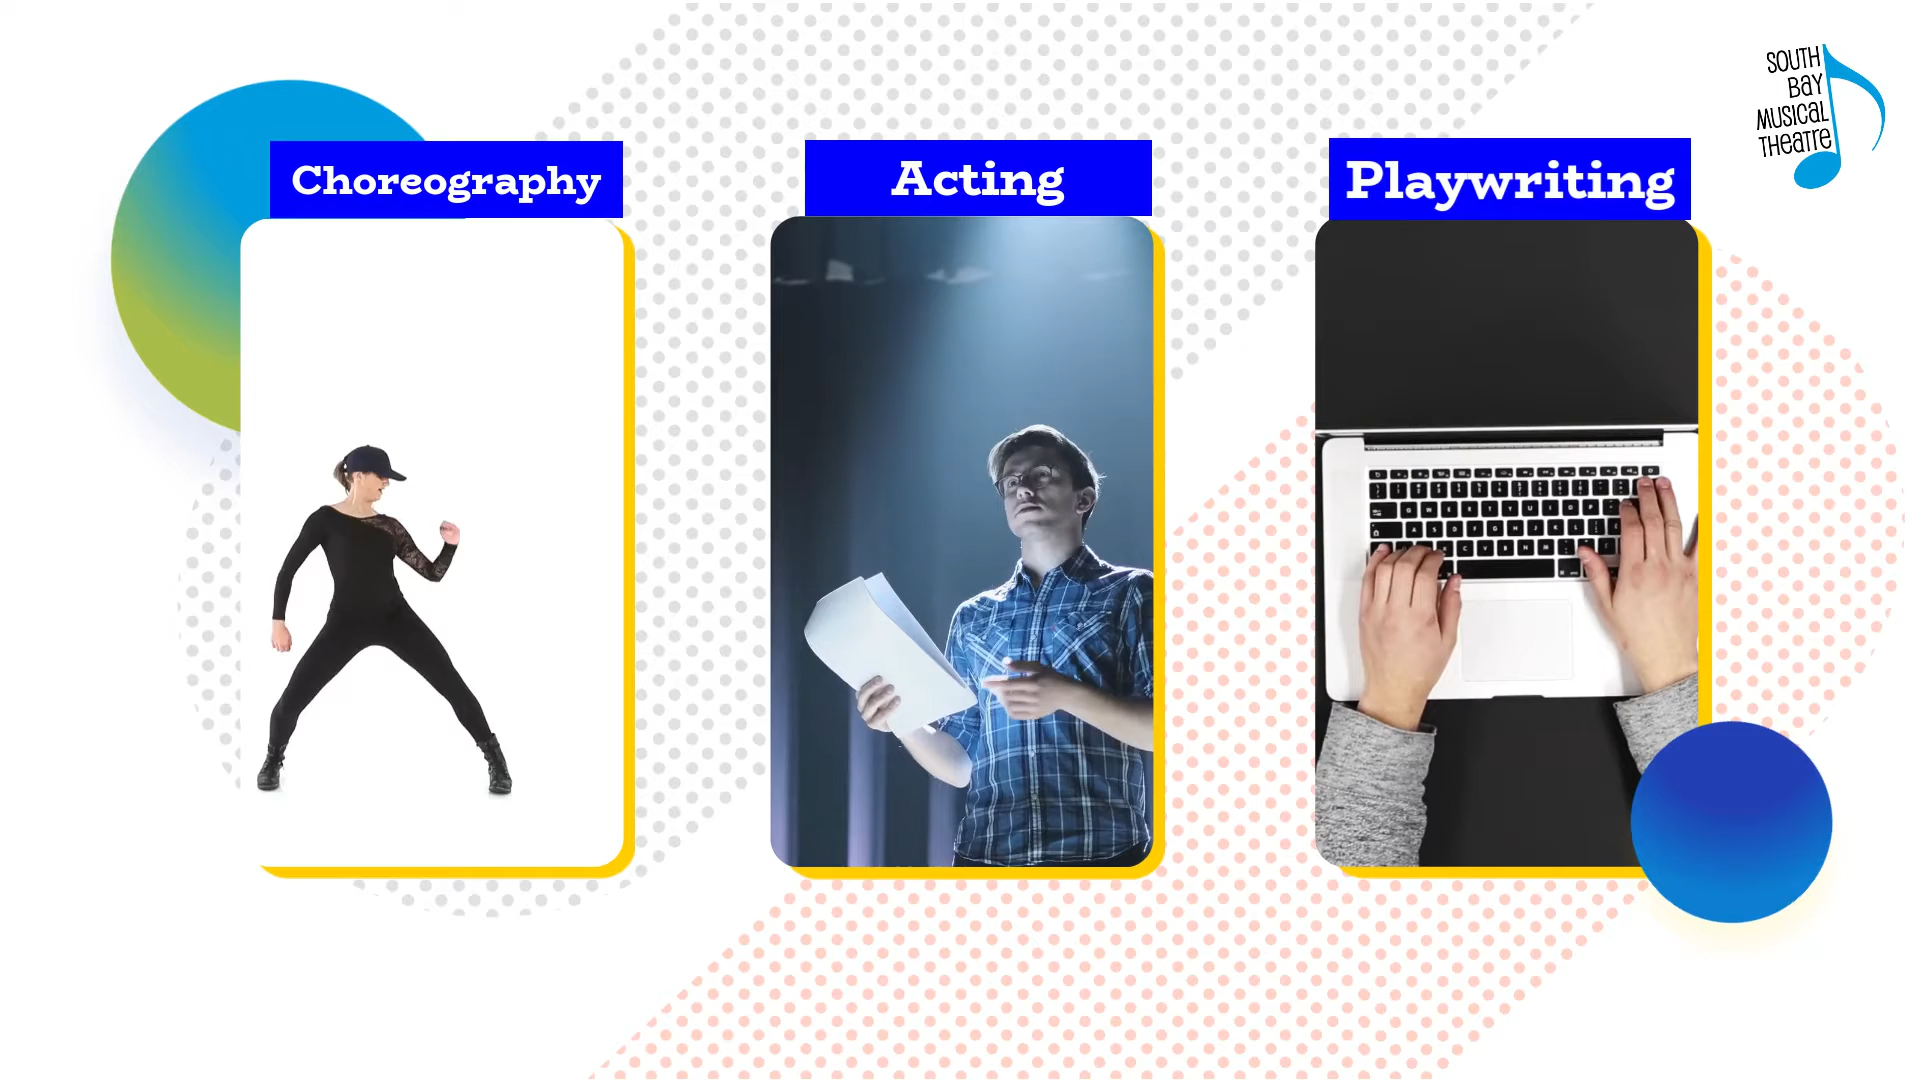 SOUTH
BAY
MUSICAL
THEATRE
Choreography
Acting
Playwriting